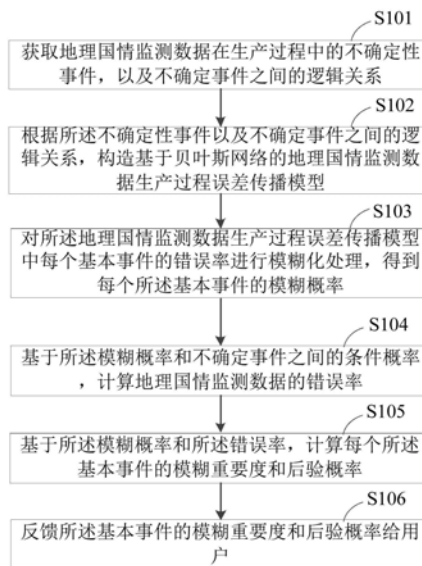 S101
获取地理国情监测数据在生产过程中的不确定性
事件，以及不确定事件之间的逻辑关系
S102
根据所述不确定性事件以及不确定事件之间的逻
辑关系，构造基于贝叶斯网络的地理国情监测数
据生产过程误差传播模型
S103
对所述地理国情监测数据生产过程误差传播模型
中每个基本事件的错误率进行模糊化处理，得到
每个所述基本事件的模糊概率
S104
基于所述模糊概率和不确定事件之间的条件概率
，计算地理国情监测数据的错误率
S105
基于所述模糊概率和所述错误率，计算每个所述
基本事件的模糊重要度和后验概率
S106
反馈所述基本事件的模糊重要度和后验概率给用
户